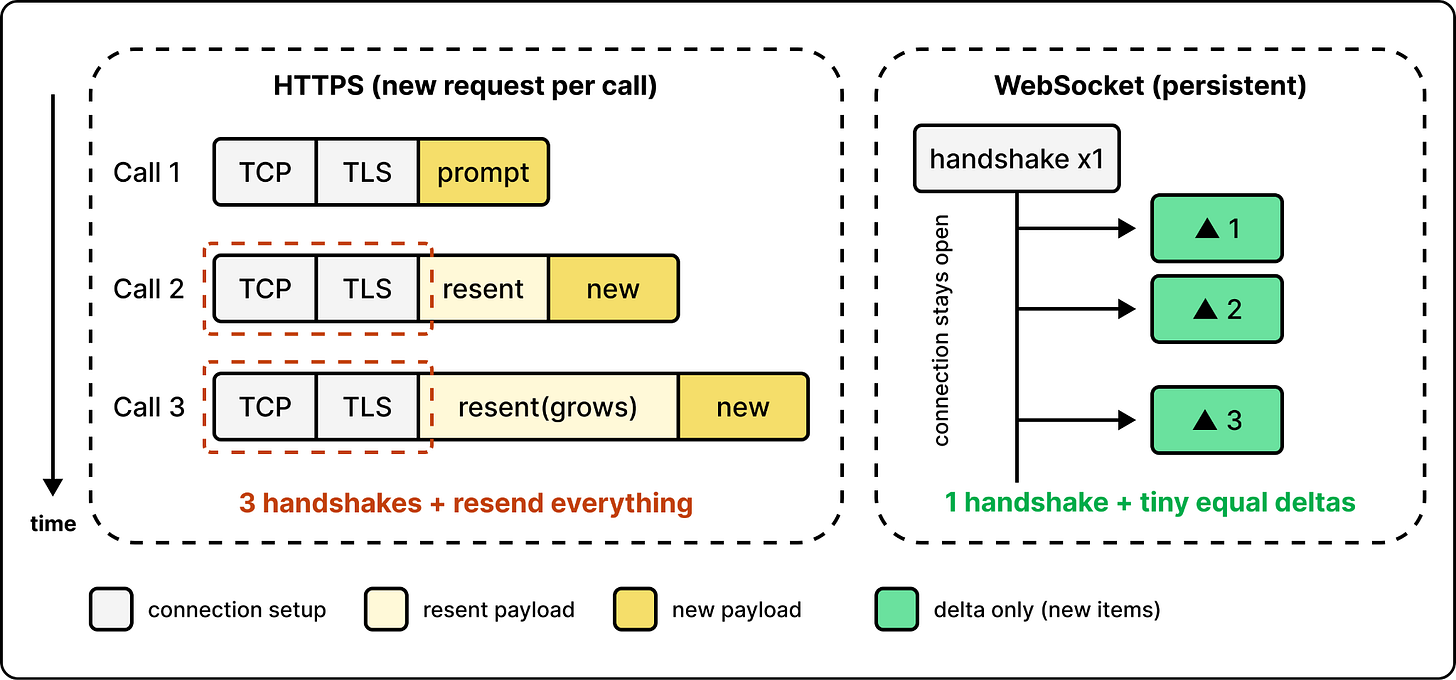 HTTPS (new request per call)
Call 1
TCP
TLS
prompt
Call 2
TCP
TLS
resent
new
Call 3
TCP
TLS
resent(grows)
new
3 handshakes + resend everything
time
WebSocket (persistent)
handshake x1
connection stays open
▲ 1
▲ 2
▲ 3
1 handshake + tiny equal deltas
connection setup
resent payload
new payload
delta only (new items)